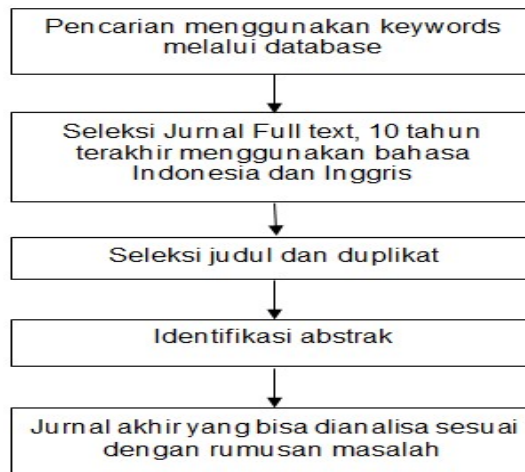 Pencarian menggunakan keywords
melalui database
Seleksi Jurnal Full text, 10 tahun
terakhir menggunakan bahasa
Indonesia dan Inggris
Seleksi judul dan duplikat
Identifikasi abstrak
Jurnal akhir yang bisa dianalisa sesuai
dengan rumusan masalah